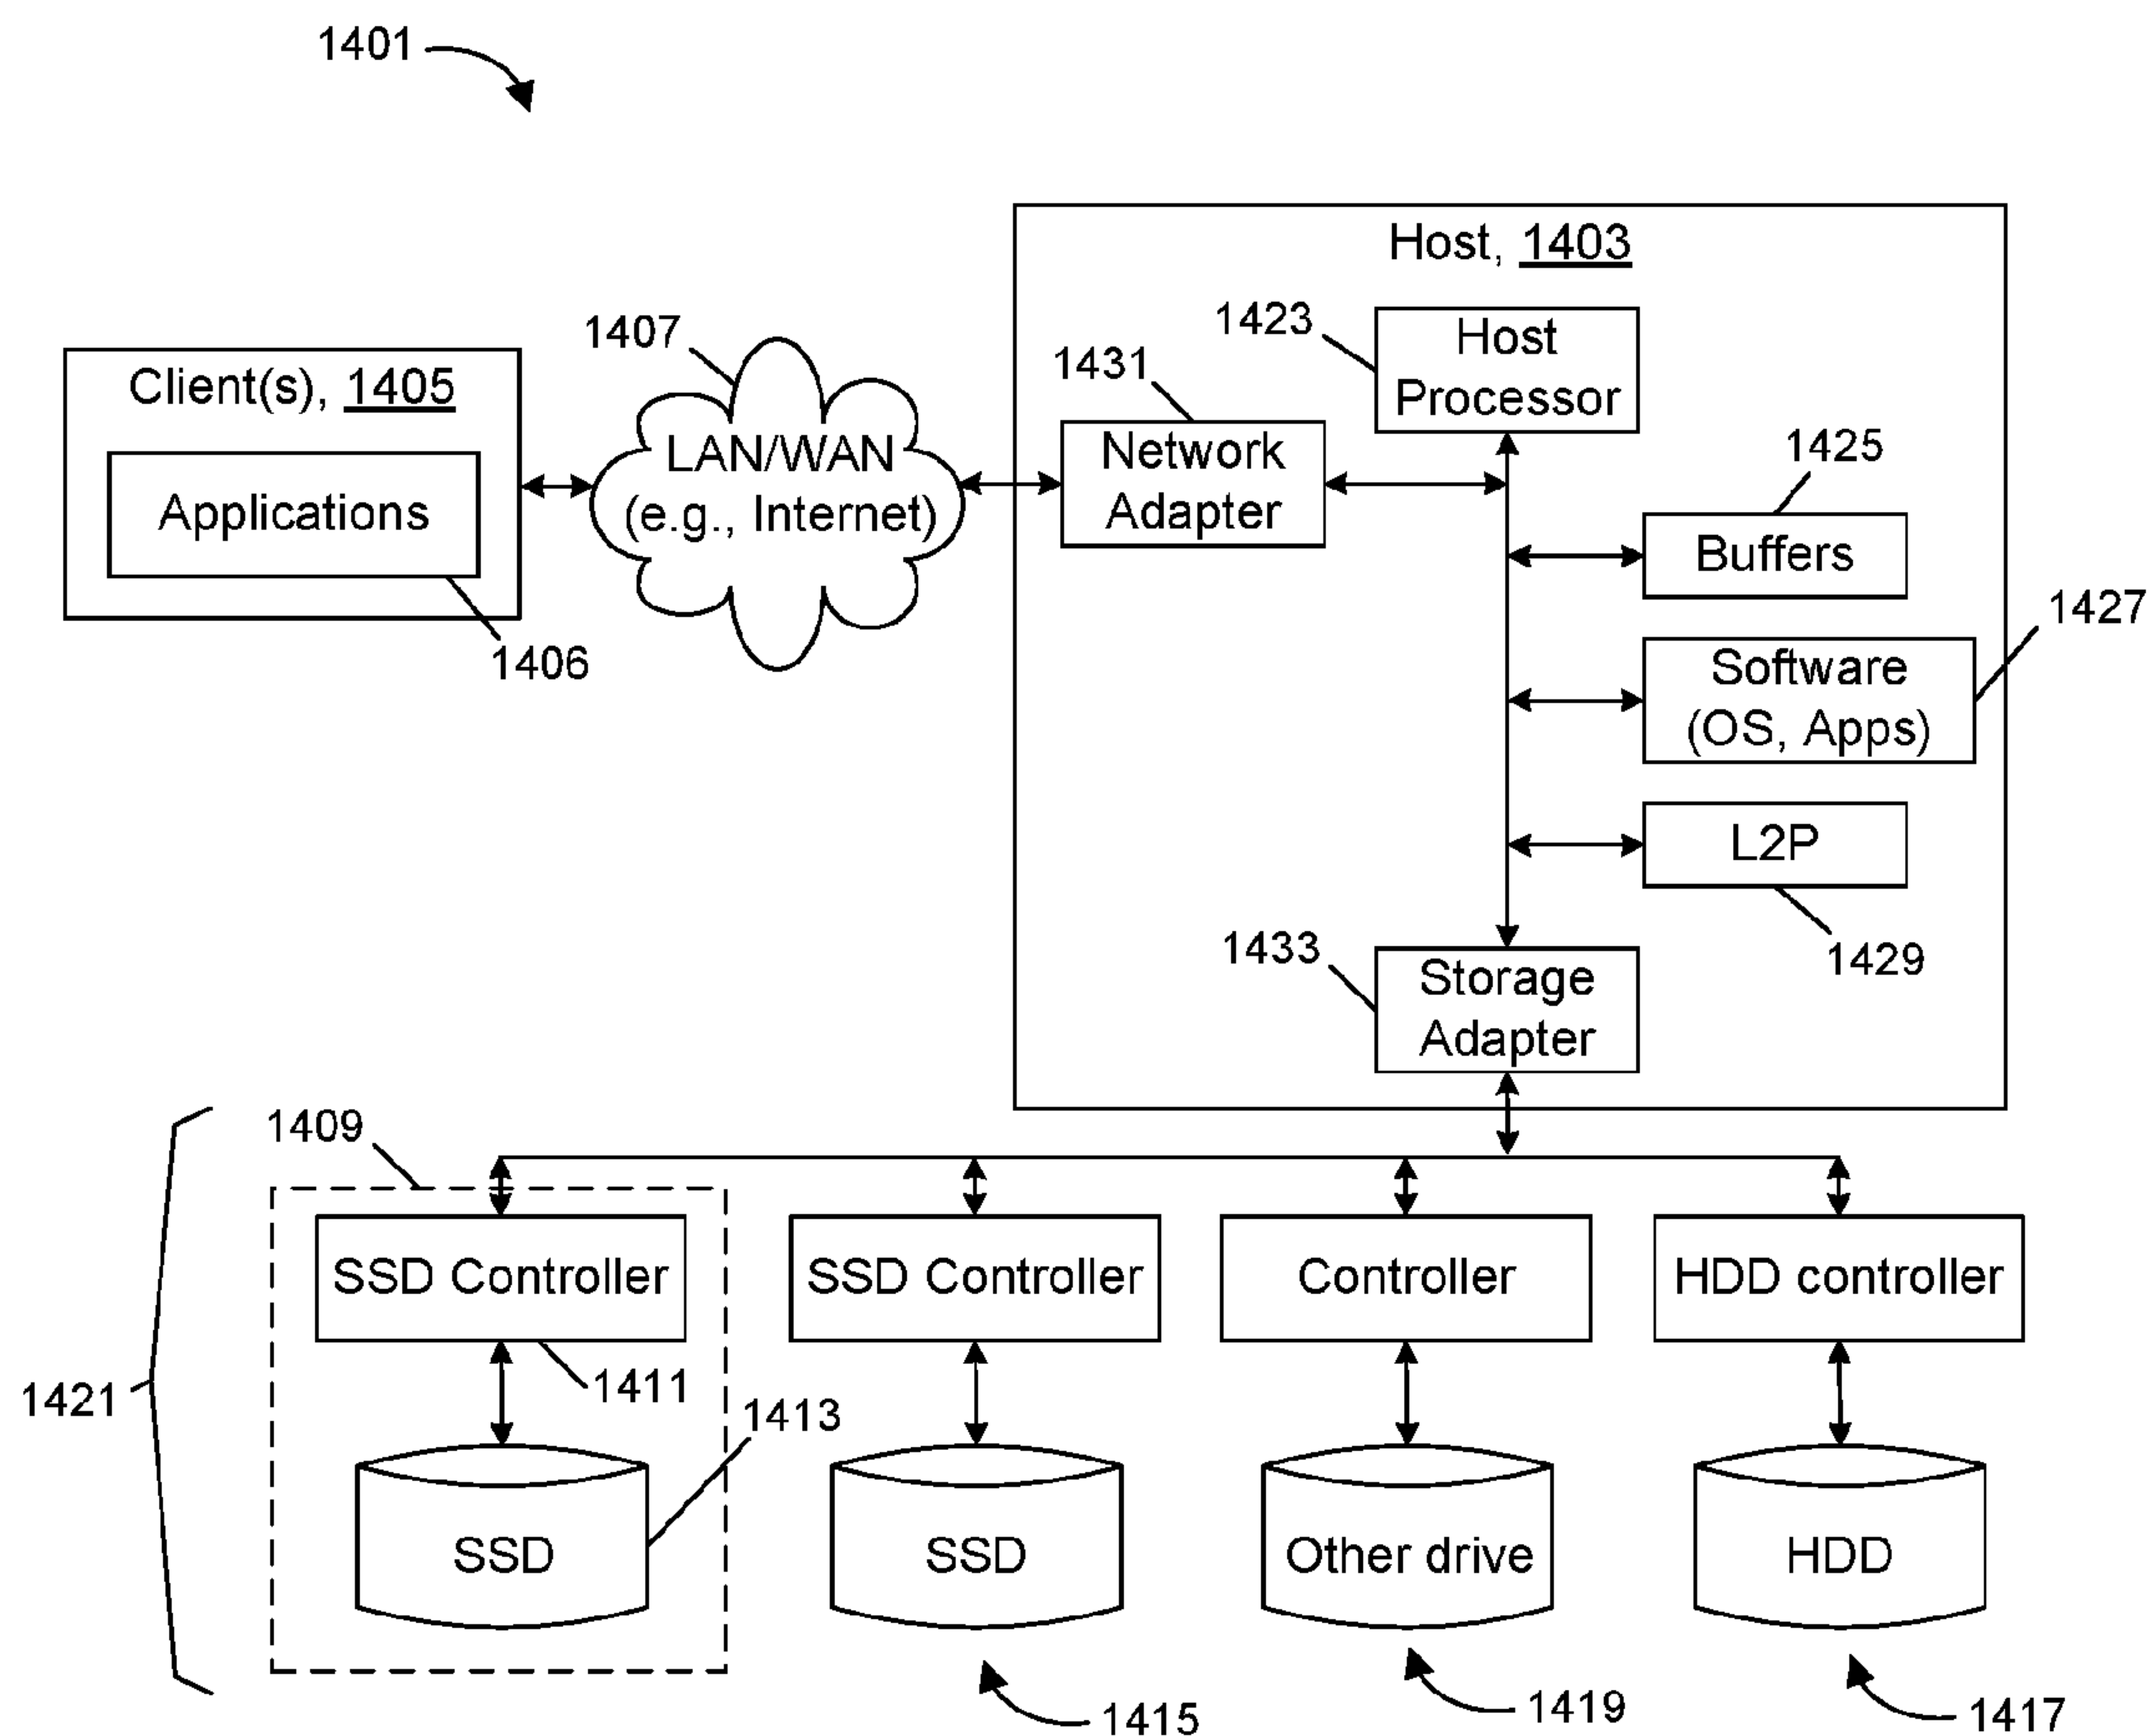 1401
Host, 1403
1407
1423
Host
Processor
1431
Client(s), 1405
Applications
1406
LAN/WAN
(e.g., Internet)
Network
Adapter
1425
Buffers
1427
Software
(OS, Apps)
L2P
1429
1433
Storage
Adapter
1409
SSD Controller
SSD Controller
Controller
HDD controller
1421
1411
1413
SSD
SSD
Other drive
HDD
1415
1419
1417